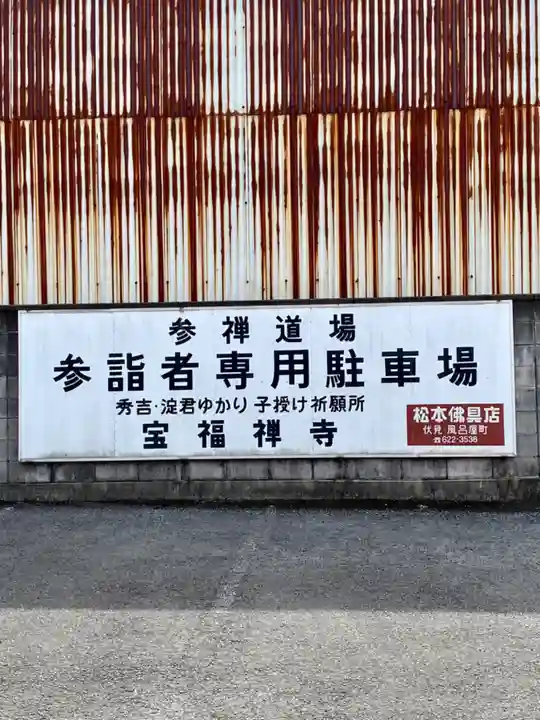 参禅道場
参詣者専用駐車場
秀吉・淀君ゆかり 子授け祈願所
宝福禅寺
松本佛具店
伏見 風呂屋町
☎622-3536